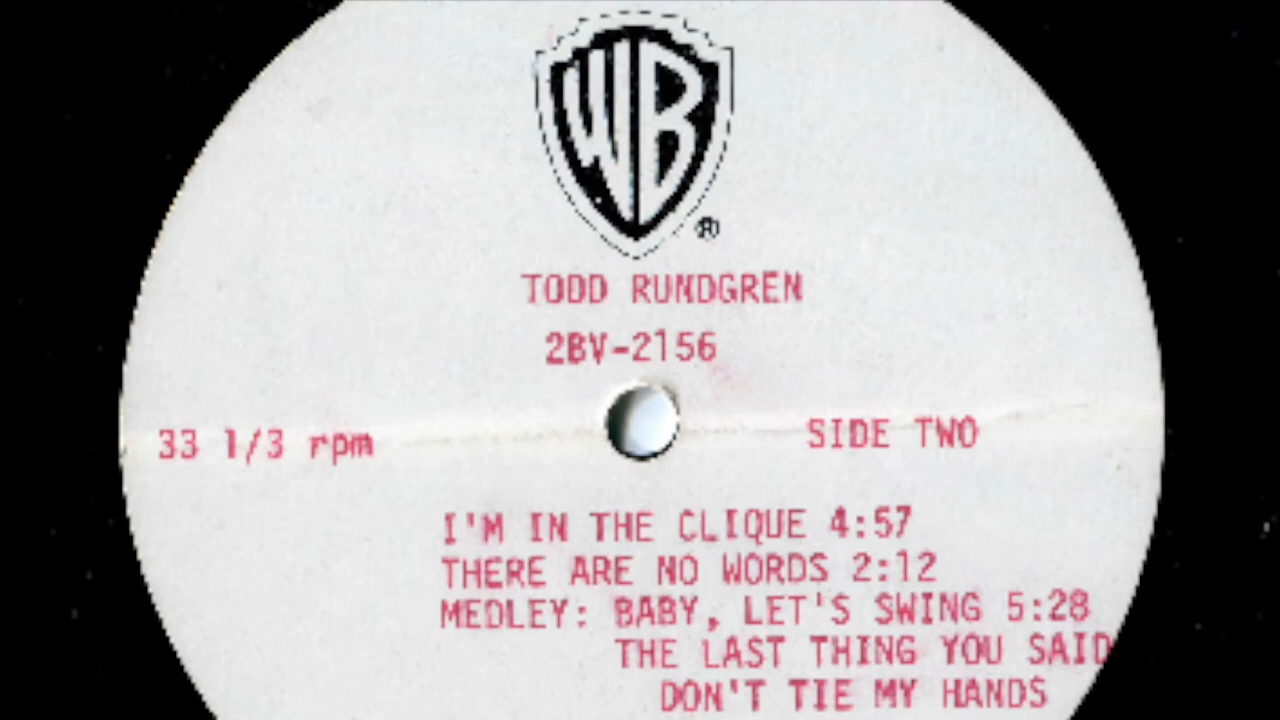 WB
®
TODD RUNDGREN
2BV-2156
33 1/3 rpm
SIDE TWO
I'M IN THE CLIQUE 4:57
THERE ARE NO WORDS 2:12
MEDLEY: BABY, LET'S SWING 5:28
THE LAST THING YOU SAID
DON'T TIE MY HANDS